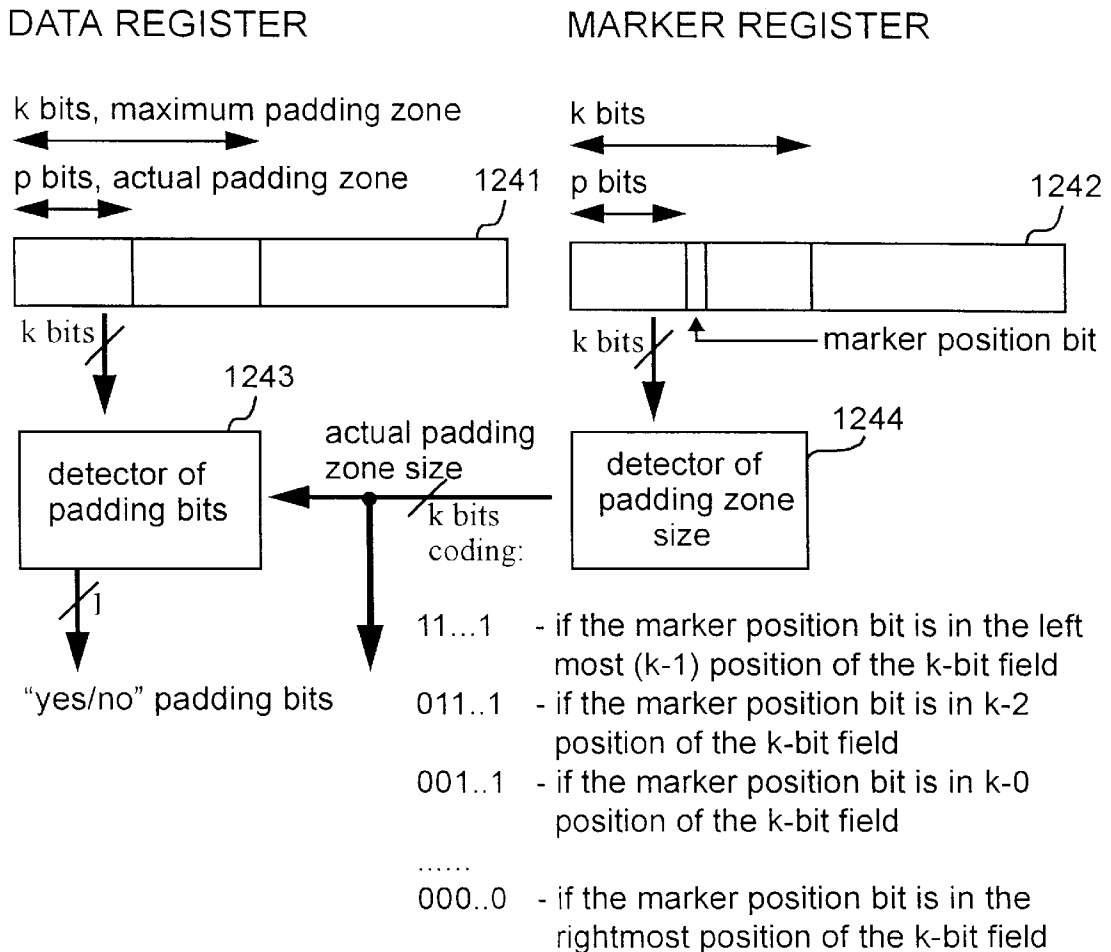 DATA REGISTER
MARKER REGISTER
k bits, maximum padding zone
k bits
p bits, actual padding zone
1241
p bits
1242
k bits
k bits
marker position bit
1243
1244
detector of
padding bits
actual padding
zone size
k bits
coding:
detector of
padding zone
size
1
"yes/no" padding bits
11...1 - if the marker position bit is in the left
most (k-1) position of the k-bit field
011..1 - if the marker position bit is in k-2
position of the k-bit field
001..1 - if the marker position bit is in k-0
position of the k-bit field
......
000..0 - if the marker position bit is in the
rightmost position of the k-bit field